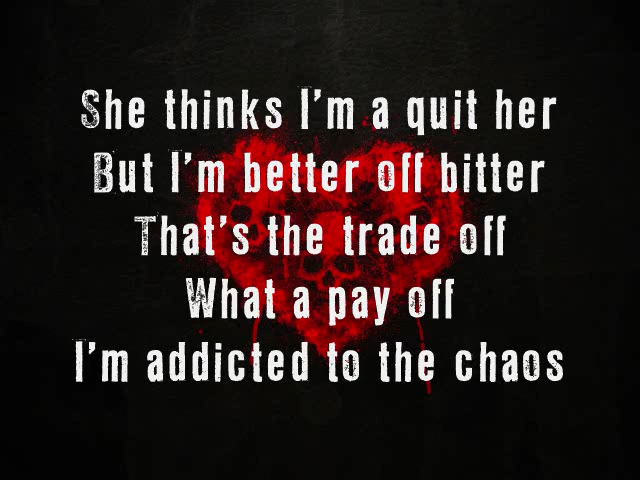 She thinks I'm a quit her
But I'm better off bitter
That's the trade off
What a pay off
I'm addicted to the chaos